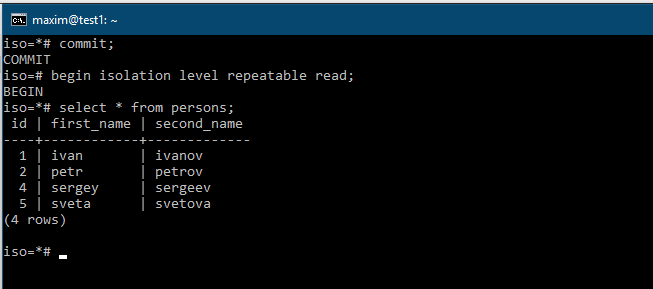 maxim@test1: ~
iso=*# commit;
COMMIT
iso=# begin isolation level repeatable read;
BEGIN
iso=*# select * from persons;
 id | first_name | second_name
----+------------+-------------
  1 | ivan       | ivanov
  2 | petr       | petrov
  4 | sergey     | sergeev
  5 | sveta      | svetova
(4 rows)
iso=*#